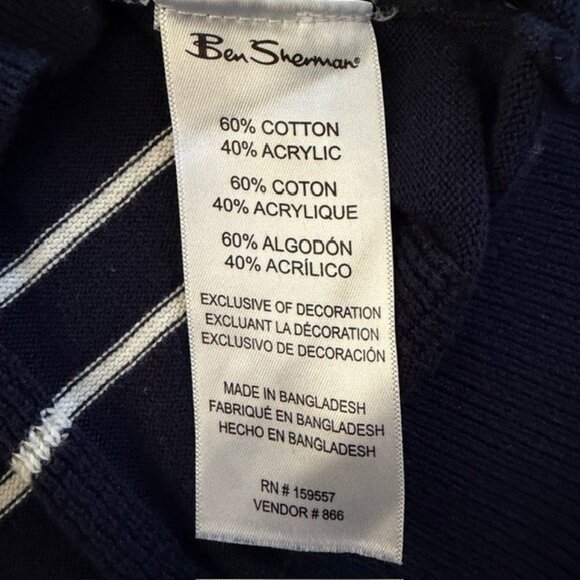 Ben Sherman®
60% COTTON
40% ACRYLIC
60% COTON
40% ACRYLIQUE
60% ALGODÓN
40% ACRÍLICO
EXCLUSIVE OF DECORATION
EXCLUANT LA DÉCORATION
EXCLUSIVO DE DECORACIÓN
MADE IN BANGLADESH
FABRIQUÉ EN BANGLADESH
HECHO EN BANGLADESH
RN # 159557
VENDOR # 866